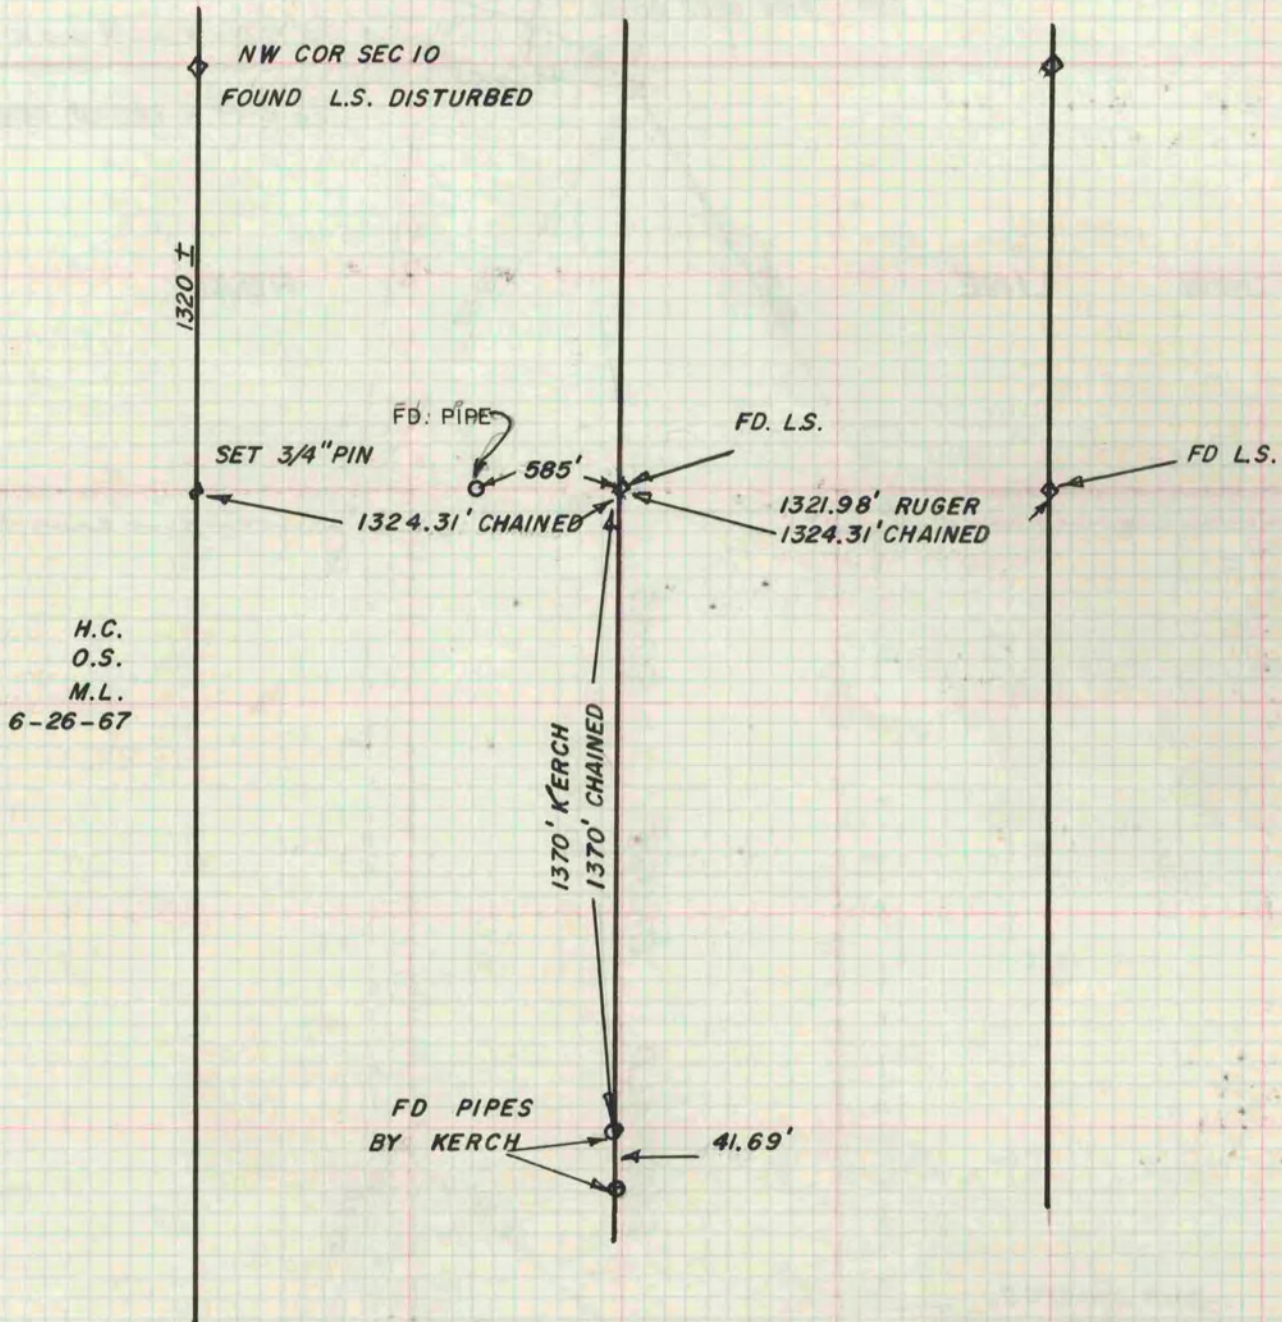 NW COR SEC 10
FOUND L.S. DISTURBED
1320 ±
FD. PIPE
FD. L.S.
SET 3/4" PIN
585'
FD L.S.
1324.31' CHAINED
1321.98' RUGER
1324.31' CHAINED
H.C.
O.S.
M.L.
6-26-67
1370' KERCH
1370' CHAINED
FD PIPES
BY KERCH
41.69'